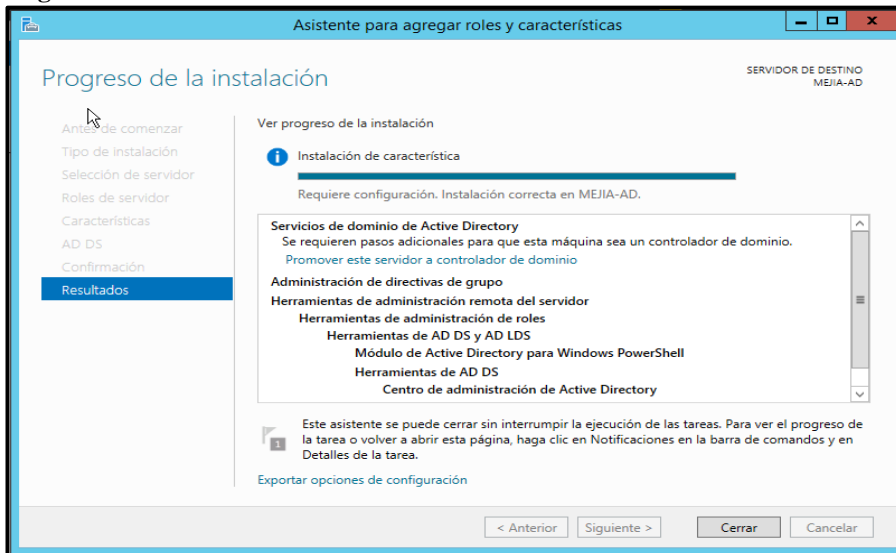 Asistente para agregar roles y características
Progreso de la instalación
SERVIDOR DE DESTINO
MEJIA-AD
Antes de comenzar
Tipo de instalación
Selección de servidor
Roles de servidor
Características
AD DS
Confirmación
Resultados
Ver progreso de la instalación
Instalación de característica
Requiere configuración. Instalación correcta en MEJIA-AD.
Servicios de dominio de Active Directory
Se requieren pasos adicionales para que esta máquina sea un controlador de dominio.
Promover este servidor a controlador de dominio
Administración de directivas de grupo
Herramientas de administración remota del servidor
Herramientas de administración de roles
Herramientas de AD DS y AD LDS
Módulo de Active Directory para Windows PowerShell
Herramientas de AD DS
Centro de administración de Active Directory
1
Este asistente se puede cerrar sin interrumpir la ejecución de las tareas. Para ver el progreso de
la tarea o volver a abrir esta página, haga clic en Notificaciones en la barra de comandos y en
Detalles de la tarea.
Exportar opciones de configuración
< Anterior
Siguiente >
Cerrar
Cancelar